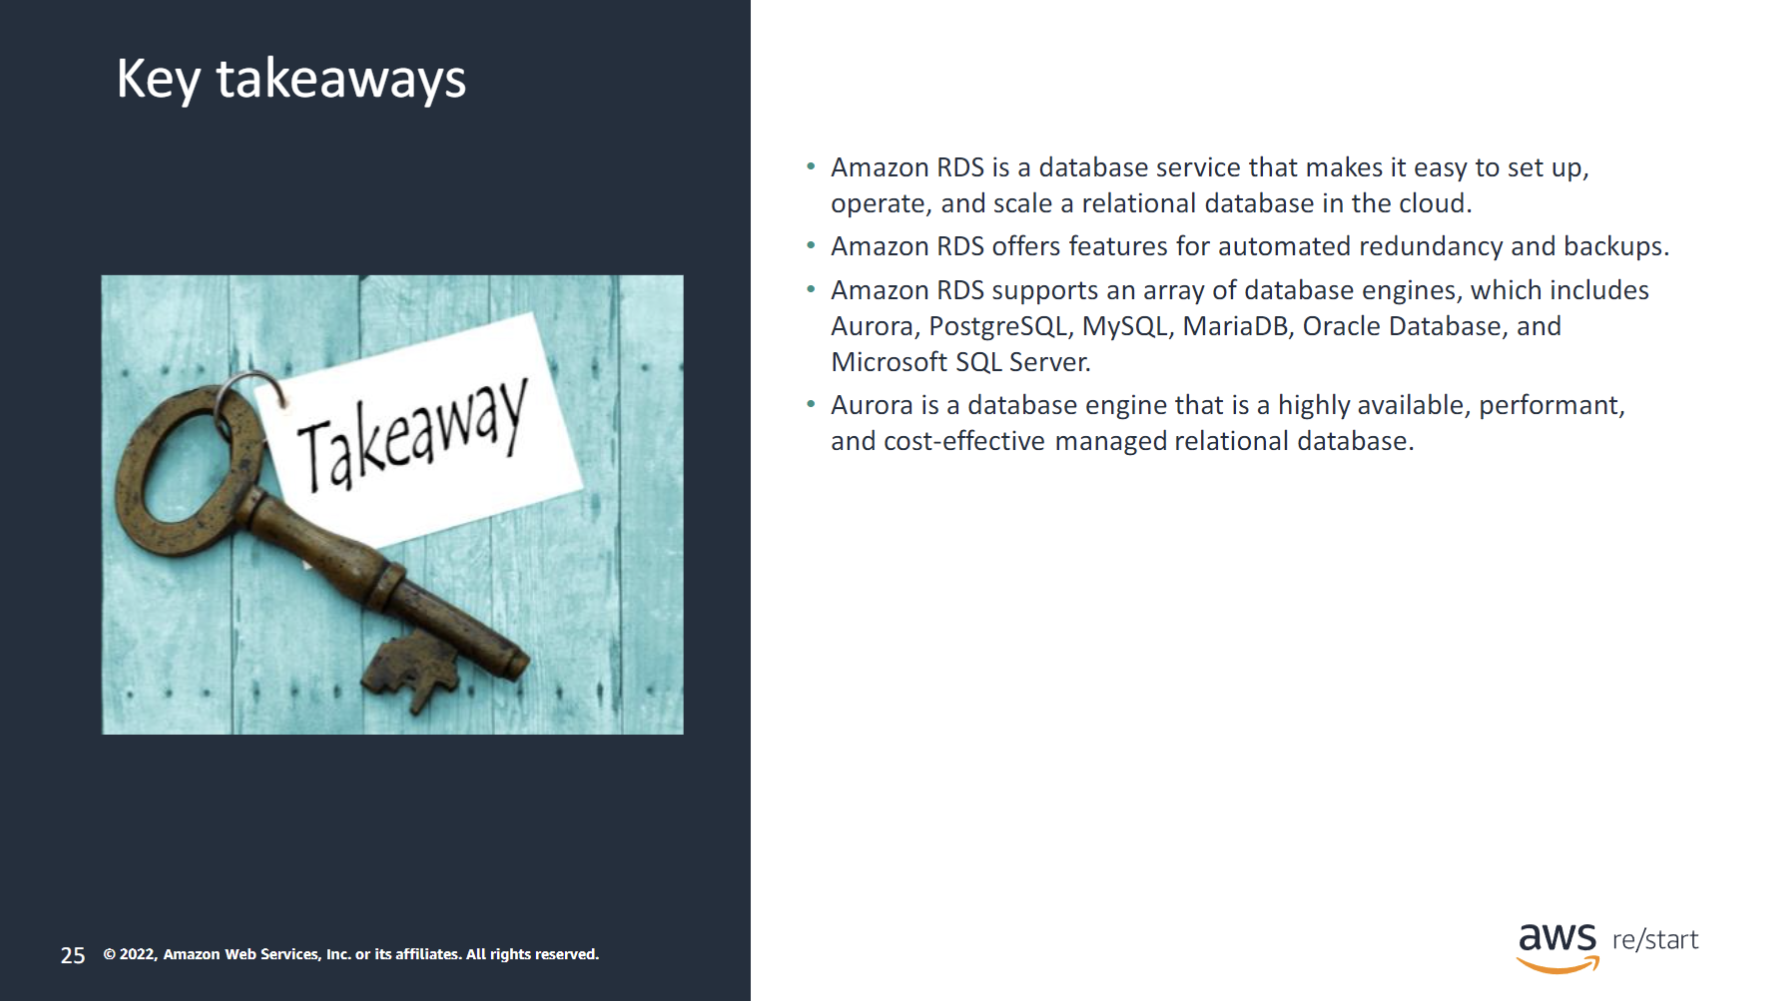 Key takeaways
Takeaway
• Amazon RDS is a database service that makes it easy to set up,
operate, and scale a relational database in the cloud.
• Amazon RDS offers features for automated redundancy and backups.
• Amazon RDS supports an array of database engines, which includes
Aurora, PostgreSQL, MySQL, MariaDB, Oracle Database, and
Microsoft SQL Server.
• Aurora is a database engine that is a highly available, performant,
and cost-effective managed relational database.
25 © 2022, Amazon Web Services, Inc. or its affiliates. All rights reserved.
aws re/start